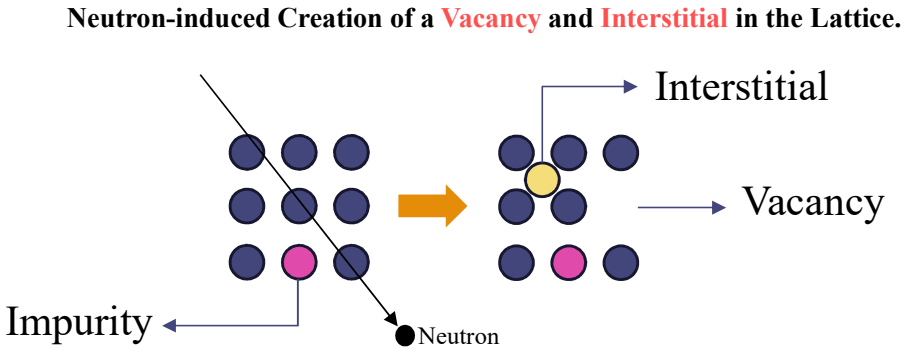 Neutron-induced Creation of a Vacancy and Interstitial in the Lattice.
Interstitial
Vacancy
Impurity
Neutron